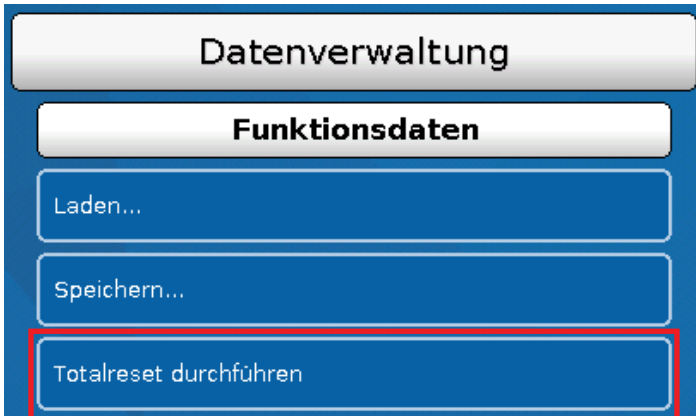 Datenverwaltung
Funktionsdaten
Laden...
Speichern...
Totalreset durchführen